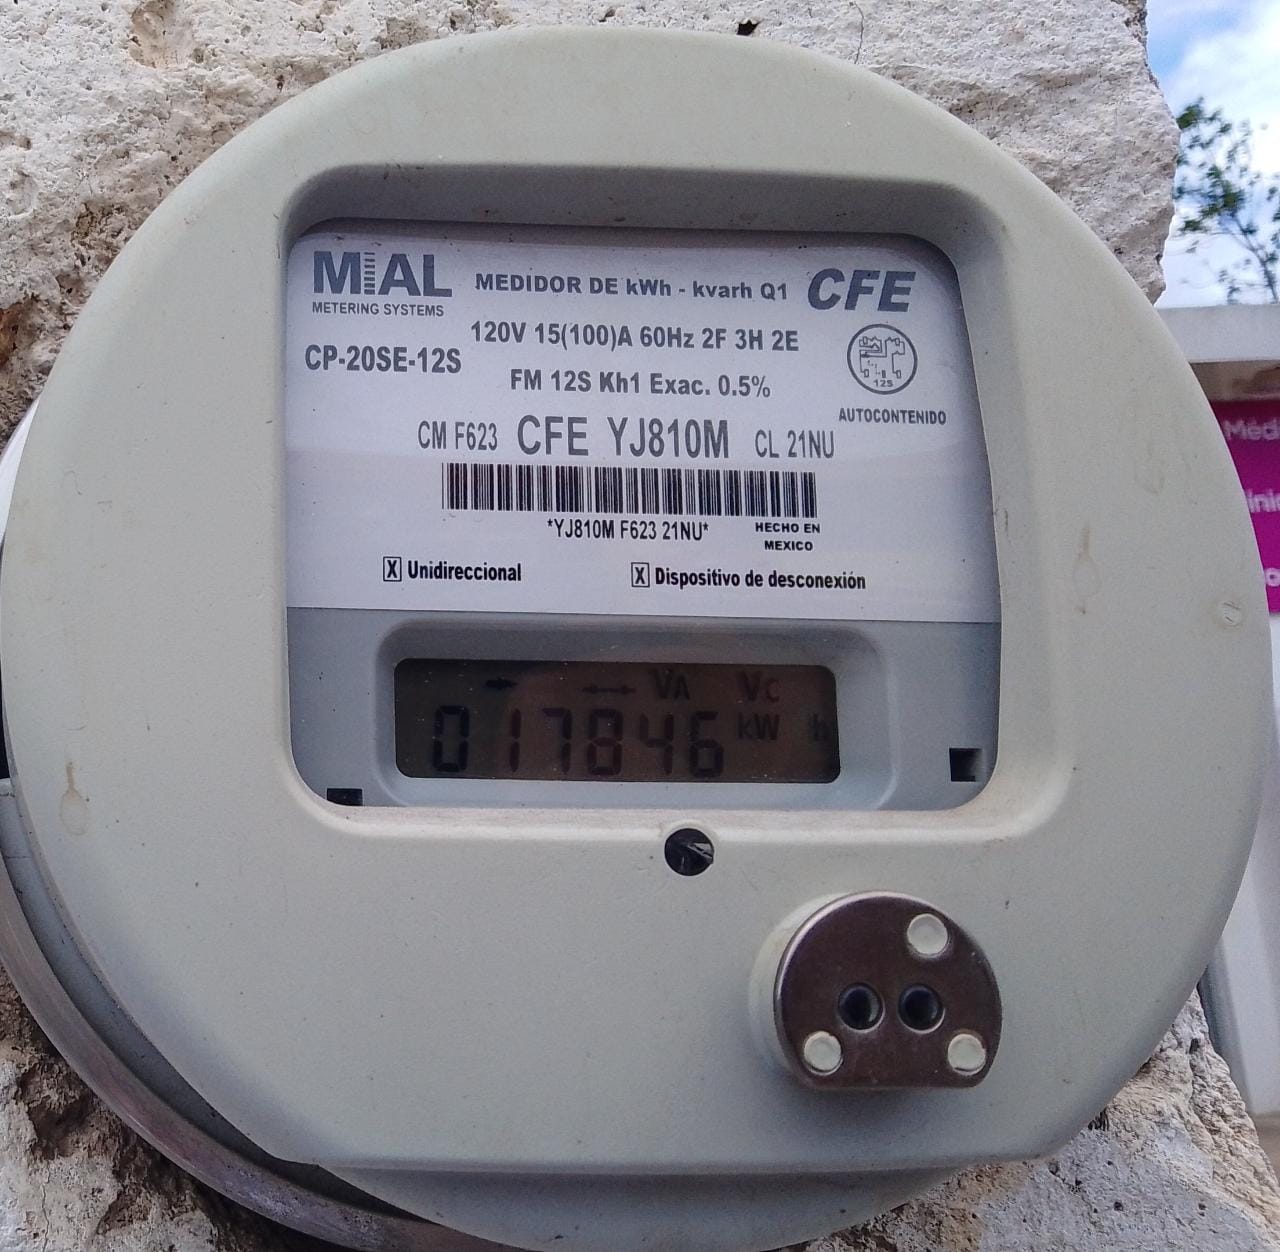 MIAL
METERING SYSTEMS
MEDIDOR DE kWh - kvarh Q1
CFE
120V 15(100)A 60Hz 2F 3H 2E
CP-20SE-12S
FM 12S Kh1 Exac. 0.5%
12S
AUTOCONTENIDO
CM F623 CFE YJ810M CL 21NU
*YJ810M F623 21NU*
HECHO EN
MEXICO
X Unidireccional
X Dispositivo de desconexión
VA VC
017846 kW h